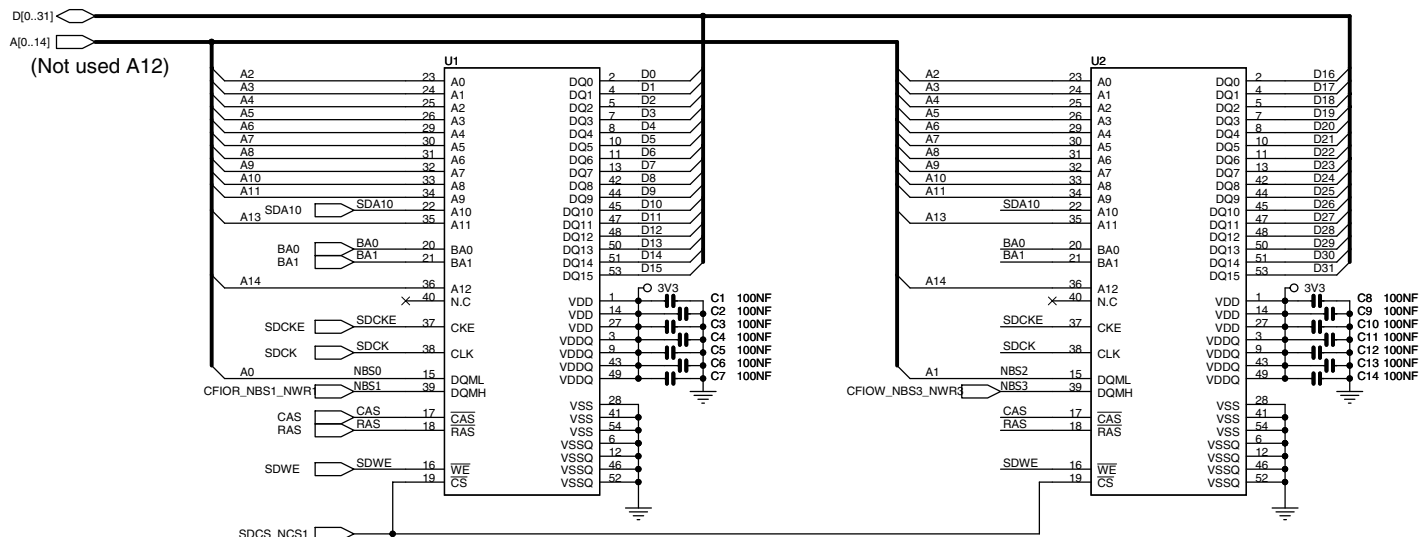 D[0..31]
A[0..14]
(Not used A12)
U1
A2 23 A0 DQ0 2 D0
A3 24 A1 DQ1 4 D1
A4 25 A2 DQ2 5 D2
A5 26 A3 DQ3 7 D3
A6 29 A4 DQ4 8 D4
A7 30 A5 DQ5 10 D5
A8 31 A6 DQ6 11 D6
A9 32 A7 DQ7 13 D7
A10 33 A8 DQ8 42 D8
A11 34 A9 DQ9 44 D9
SDA10 SDA10 22 A10 DQ10 45 D10
A13 35 A11 DQ11 47 D11
DQ12 48 D12
BA0 BA0 20 BA0 DQ13 50 D13
BA1 BA1 21 BA1 DQ14 51 D14
DQ15 53 D15
A14 36 A12 3V3
40 N.C VDD 1 C1 100NF
VDD 14 C2 100NF
SDCKE SDCKE 37 CKE VDD 27 C3 100NF
VDDQ 3 C4 100NF
SDCK SDCK 38 CLK VDDQ 9 C5 100NF
VDDQ 43 C6 100NF
A0 NBS0 15 DQML VDDQ 49 C7 100NF
CFIOR_NBS1_NWR1 NBS1 39 DQMH
VSS 28
CAS CAS 17 CAS VSS 41
RAS RAS 18 RAS VSS 54
VSSQ 6
VSSQ 12
SDWE SDWE 16 WE VSSQ 46
19 CS VSSQ 52
SDCS_NCS1
U2
A2 23 A0 DQ0 2 D16
A3 24 A1 DQ1 4 D17
A4 25 A2 DQ2 5 D18
A5 26 A3 DQ3 7 D19
A6 29 A4 DQ4 8 D20
A7 30 A5 DQ5 10 D21
A8 31 A6 DQ6 11 D22
A9 32 A7 DQ7 13 D23
A10 33 A8 DQ8 42 D24
A11 34 A9 DQ9 44 D25
SDA10 22 A10 DQ10 45 D26
A13 35 A11 DQ11 47 D27
DQ12 48 D28
BA0 20 BA0 DQ13 50 D29
BA1 21 BA1 DQ14 51 D30
DQ15 53 D31
A14 36 A12 3V3
40 N.C VDD 1 C8 100NF
VDD 14 C9 100NF
SDCKE 37 CKE VDD 27 C10 100NF
VDDQ 3 C11 100NF
SDCK 38 CLK VDDQ 9 C12 100NF
VDDQ 43 C13 100NF
A1 NBS2 15 DQML VDDQ 49 C14 100NF
CFIOW_NBS3_NWR3 NBS3 39 DQMH
VSS 28
CAS 17 CAS VSS 41
RAS 18 RAS VSS 54
VSSQ 6
VSSQ 12
SDWE 16 WE VSSQ 46
19 CS VSSQ 52